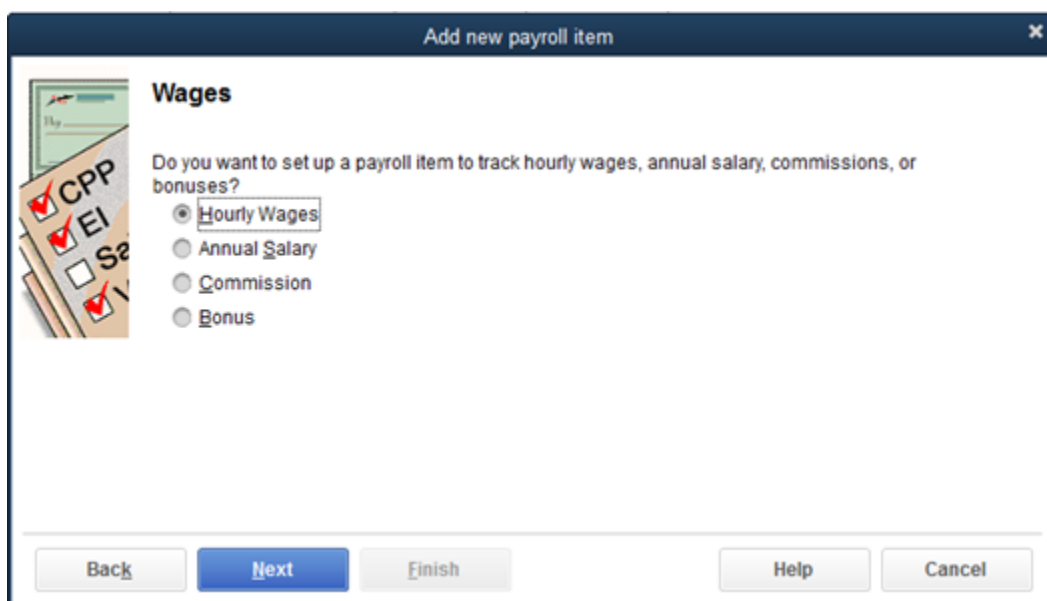 Add new payroll item
Wages
Do you want to set up a payroll item to track hourly wages, annual salary, commissions, or
bonuses?
Hourly Wages
Annual Salary
Commission
Bonus
CPP
EI
Sa
Back
Next
Finish
Help
Cancel